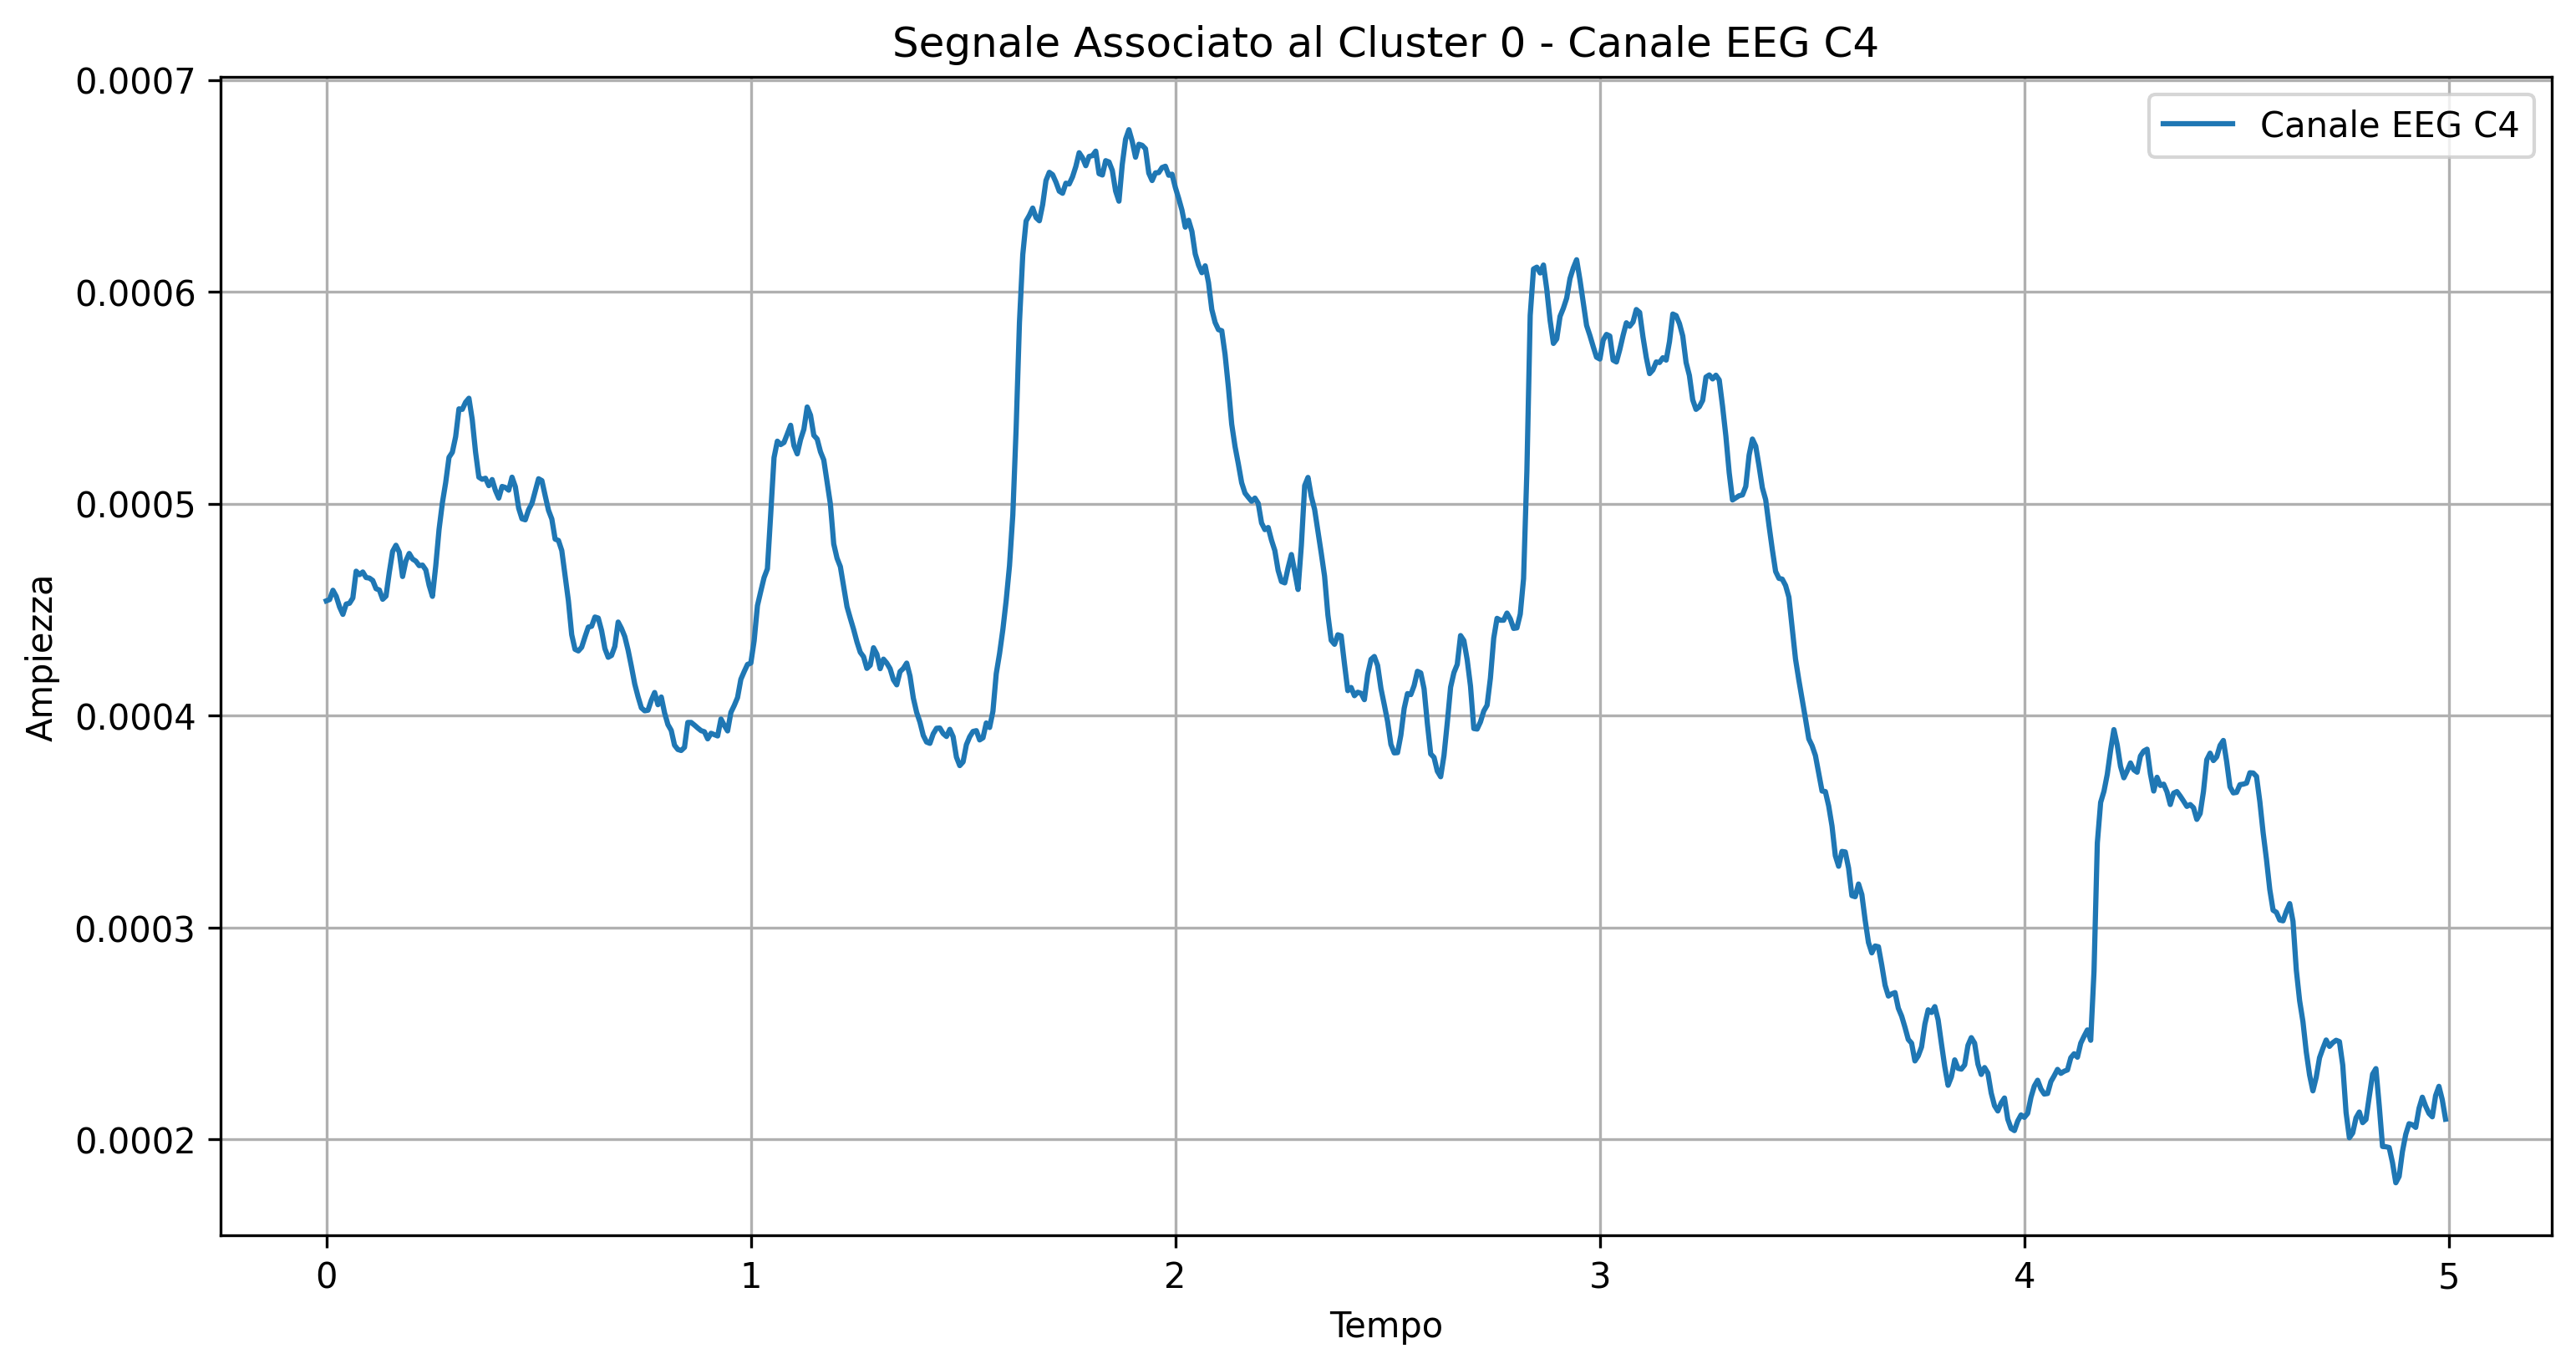 Segnale Associato al Cluster 0 - Canale EEG C4
Canale EEG C4
0.0007
0.0006
0.0005
0.0004
0.0003
0.0002
Ampiezza
0 1 2 3 4 5
Tempo